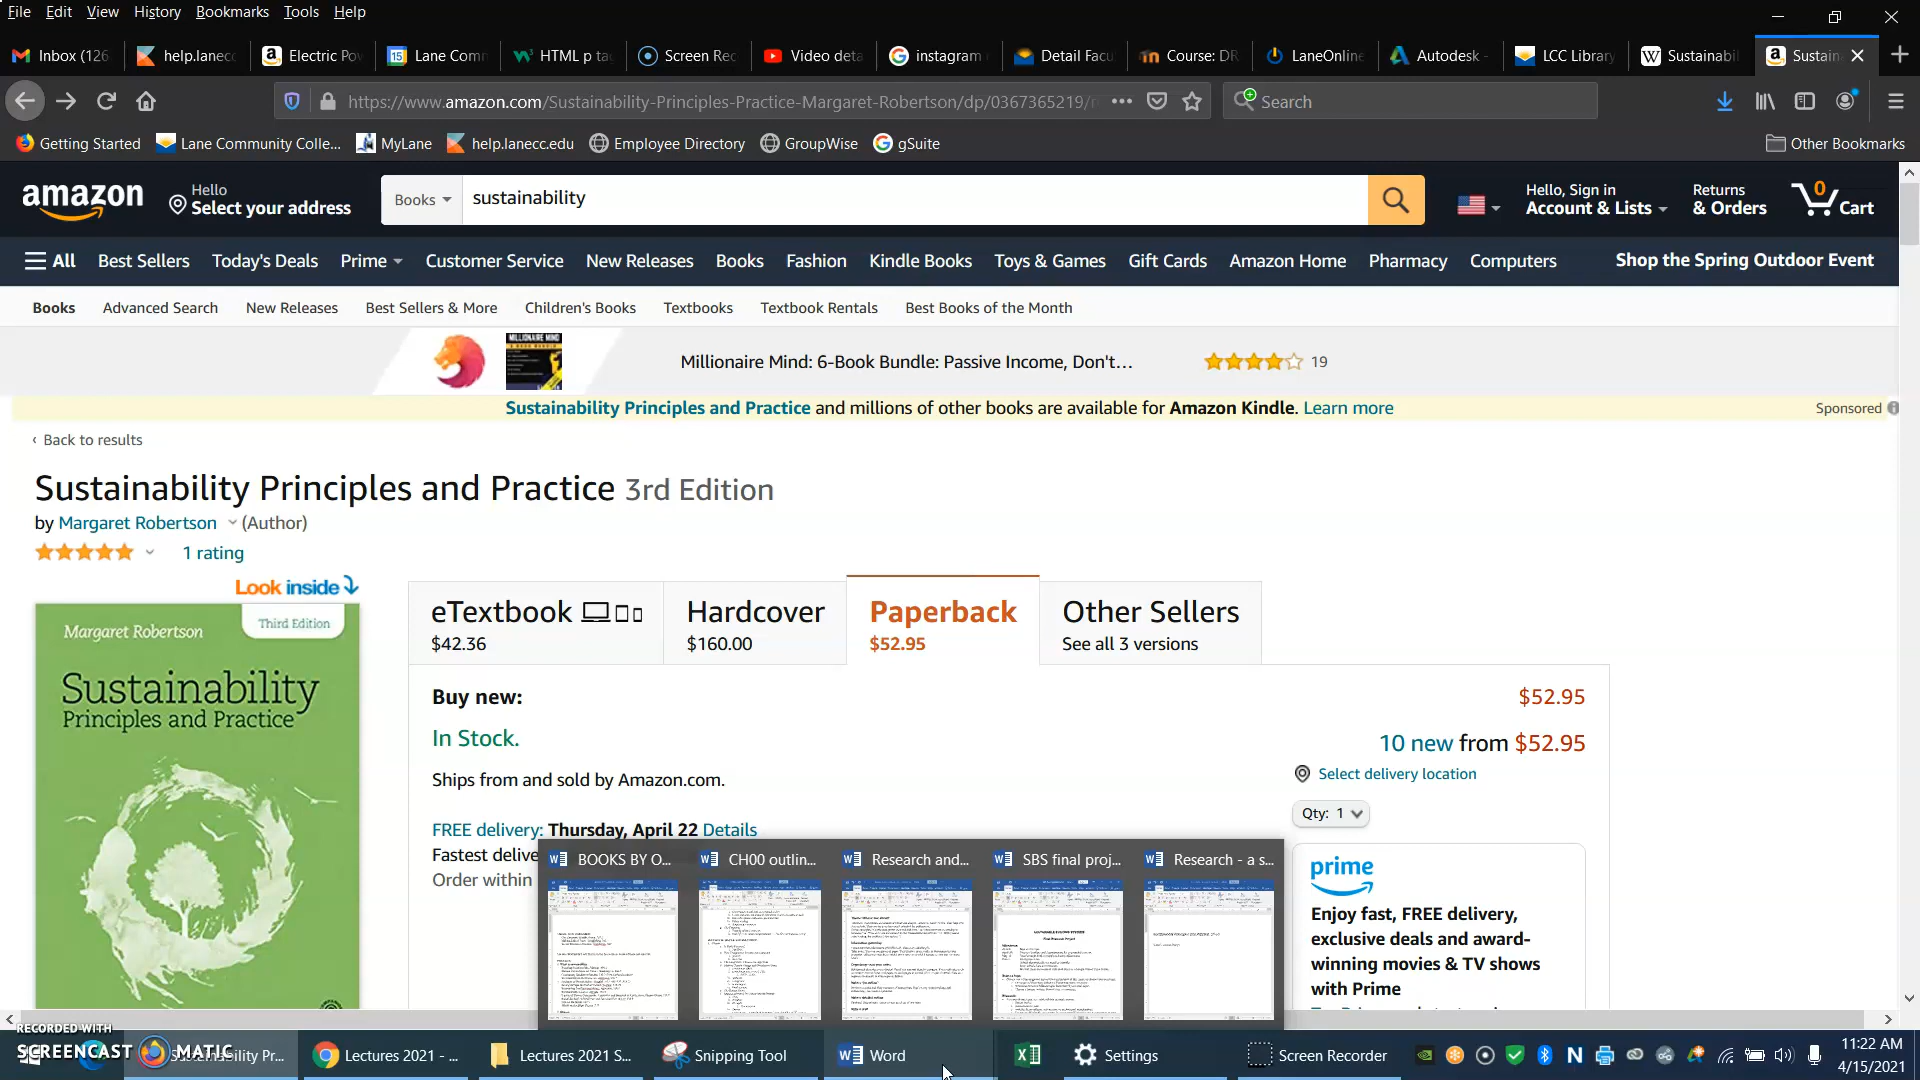 File Edit View History Bookmarks Tools Help
Inbox (126 help.lanecc Electric Po Lane Com HTML p ta Screen Rec Video deta instagram Detail Facu Course: DR LaneOnline Autodesk - LCC Library Sustainabil Sustain
https://www.amazon.com/Sustainability-Principles-Practice-Margaret-Robertson/dp/0367365219/ Search
Getting Started Lane Community Colle... MyLane help.lanecc.edu Employee Directory GroupWise gSuite Other Bookmarks
amazon Hello Select your address Books sustainability Hello, Sign in Account & Lists Returns & Orders 0 Cart
All Best Sellers Today's Deals Prime Customer Service New Releases Books Fashion Kindle Books Toys & Games Gift Cards Amazon Home Pharmacy Computers Shop the Spring Outdoor Event
Books Advanced Search New Releases Best Sellers & More Children's Books Textbooks Textbook Rentals Best Books of the Month
MILLIONAIRE MIND Millionaire Mind: 6-Book Bundle: Passive Income, Don't... 19
Sustainability Principles and Practice and millions of other books are available for Amazon Kindle. Learn more Sponsored
‹ Back to results
Sustainability Principles and Practice 3rd Edition
by Margaret Robertson (Author)
1 rating
Look inside
Margaret Robertson Third Edition
Sustainability
Principles and Practice
eTextbook Hardcover Paperback Other Sellers
$42.36 $160.00 $52.95 See all 3 versions
Buy new: $52.95
In Stock. 10 new from $52.95
Select delivery location
Ships from and sold by Amazon.com.
Qty: 1
FREE delivery: Thursday, April 22 Details
Fastest delive
Order within
prime
Enjoy fast, FREE delivery,
exclusive deals and award-
winning movies & TV shows
with Prime
BOOKS BY O... CH00 outlin... Research and... SBS final proj... Research - a s...
RECORDED WITH
SCREENCAST MATIC
Sustainability Pr... Lectures 2021 - ... Lectures 2021 S... Snipping Tool Word Settings Screen Recorder
11:22 AM
4/15/2021